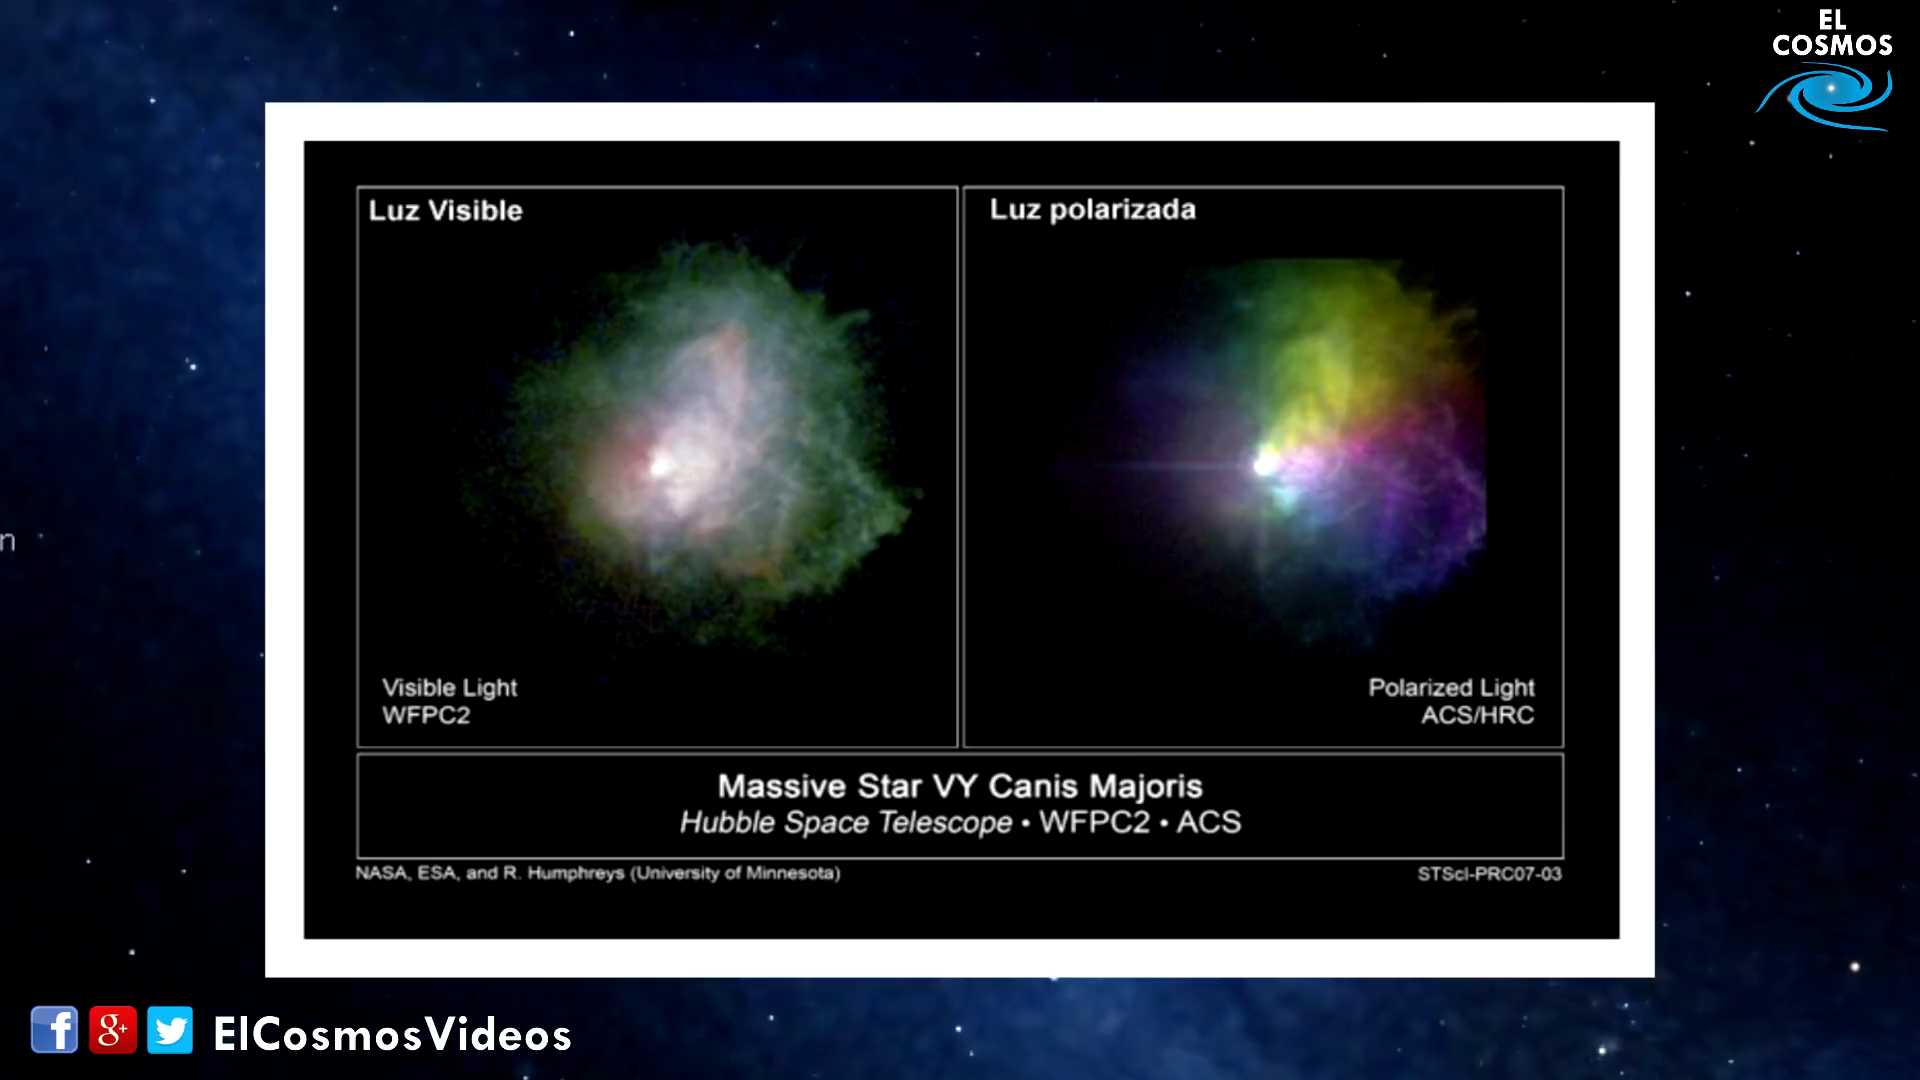 EL
COSMOS
Luz Visible
Luz polarizada
n
Visible Light
WFPC2
Polarized Light
ACS/HRC
Massive Star VY Canis Majoris
Hubble Space Telescope • WFPC2 • ACS
NASA, ESA, and R. Humphreys (University of Minnesota)
STScI-PRC07-03
f g+ ElCosmosVideos